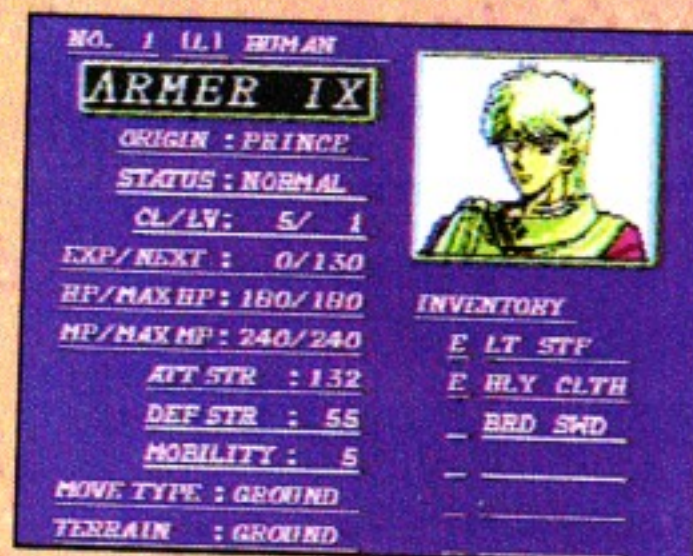 NO. 1 (L) HUMAN
ARMER IX
ORIGIN : PRINCE
STATUS : NORMAL
CL/LV: 5/ 1
EXP/NEXT : 0/130
HP/MAX HP : 180/180
MP/MAX MP : 240/240
ATT STR : 132
DEF STR : 55
MOBILITY : 5
MOVE TYPE : GROUND
TERRAIN : GROUND
INVENTORY
E LT STF
E HLY CLTH
BRD SWD